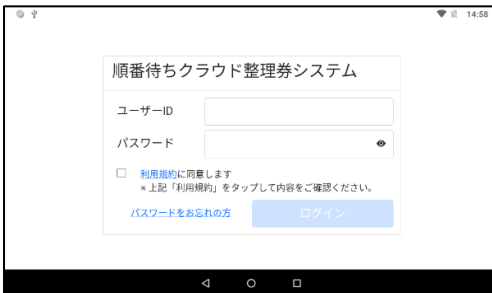 14:58
順番待ちクラウド整理券システム
ユーザーID
パスワード
利用規約に同意します
※上記「利用規約」をタップして内容をご確認ください。
パスワードをお忘れの方 ログイン